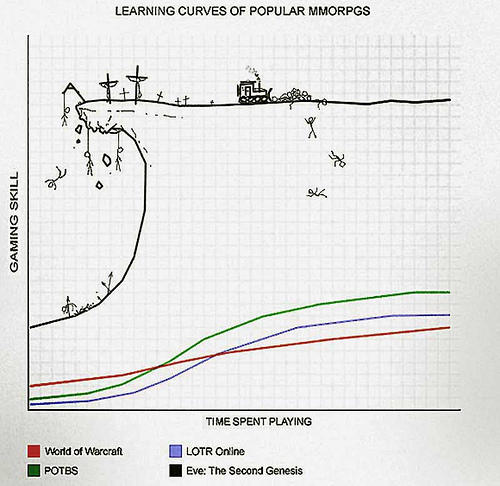 LEARNING CURVES OF POPULAR MMORPGS
GAMING SKILL
TIME SPENT PLAYING
World of Warcraft
LOTR Online
POTBS
Eve: The Second Genesis